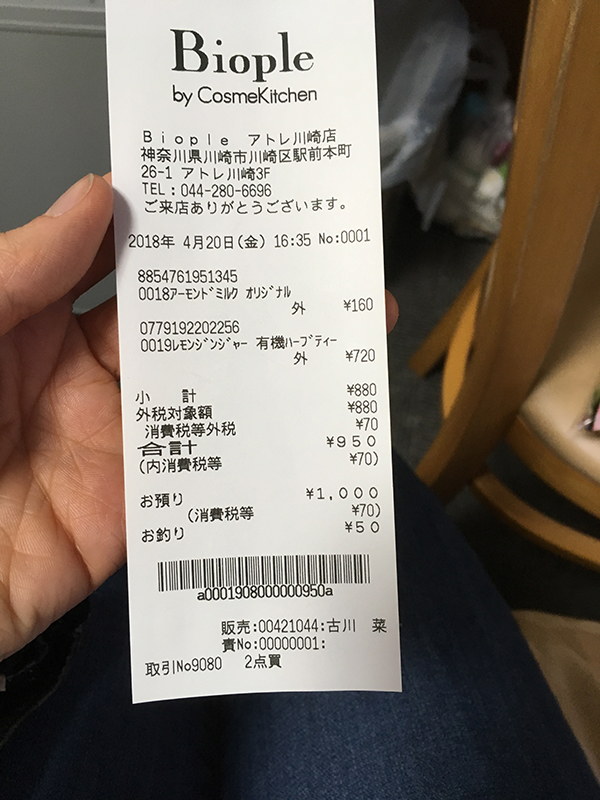 Biople
by CosmeKitchen
Biople アトレ川崎店
神奈川県川崎市川崎区駅前本町
26-1 アトレ川崎3F
TEL:044-280-6696
ご来店ありがとうございます。
2018年 4月20日(金) 16:35 No:0001
8854761951345
0018アーモンドミルク オリジナル
外 ¥160
0779192202256
0019レモンジンジャー 有機ハーブティー
外 ¥720
小 計 ¥880
外税対象額 ¥880
消費税等外税 ¥70
合計 ¥950
(内消費税等 ¥70)
お預り ¥1,000
(消費税等 ¥70)
お釣り ¥50
a0001908000000950a
販売:00421044:古川 菜
責No:00000001:
取引No9080 2点買